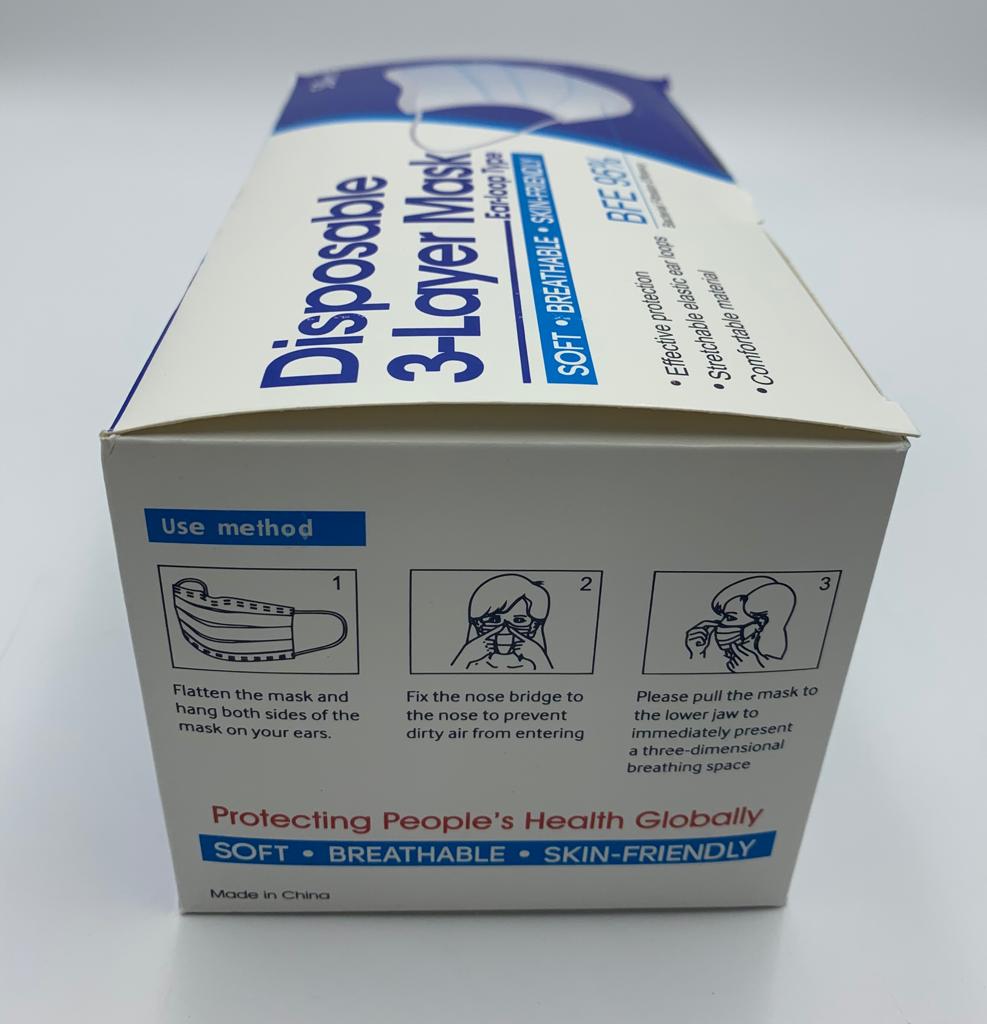 Disposable
3-Layer Mask
Ear-loop Type
SOFT • BREATHABLE • SKIN-FRIENDLY
BFE 95%
• Effective protection
• Stretchable elastic ear loops
• Comfortable material
Use method
1
2
3
Flatten the mask and
hang both sides of the
mask on your ears.
Fix the nose bridge to
the nose to prevent
dirty air from entering
Please pull the mask to
the lower jaw to
immediately present
a three-dimensional
breathing space
Protecting People's Health Globally
SOFT • BREATHABLE • SKIN-FRIENDLY
Made in China